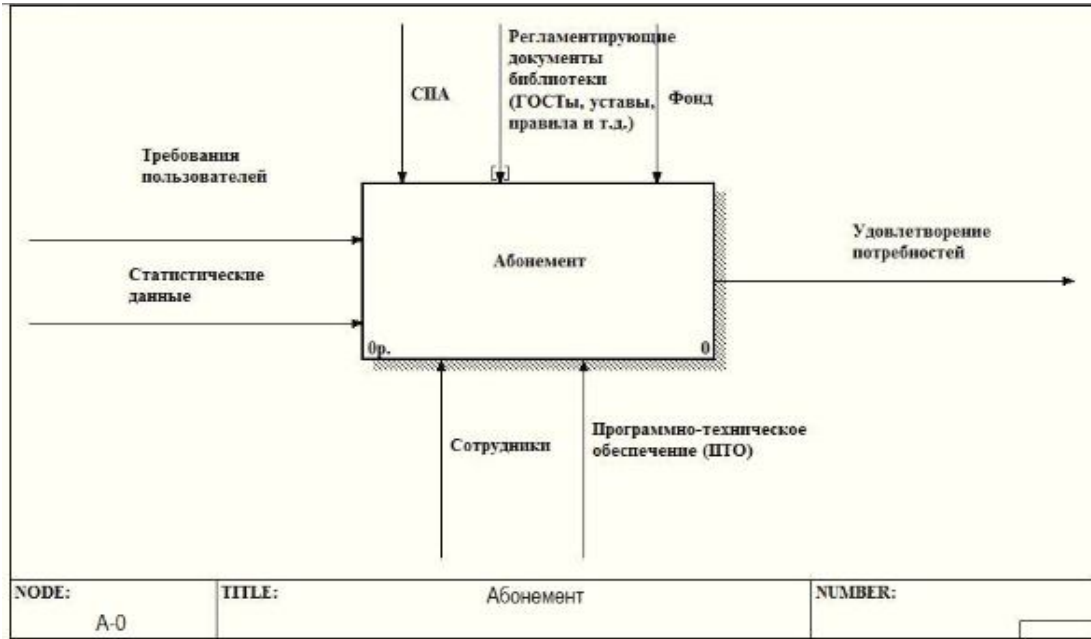 СПА
Регламентирующие
документы
библиотеки
(ГОСТы, уставы,
правила и т.д.)
Фонд
Требования
пользователей
Статистические
данные
Абонемент
0р.
0
Удовлетворение
потребностей
Сотрудники
Программно-техническое
обеспечение (ПТО)
NODE:
A-0
TITLE:
Абонемент
NUMBER: